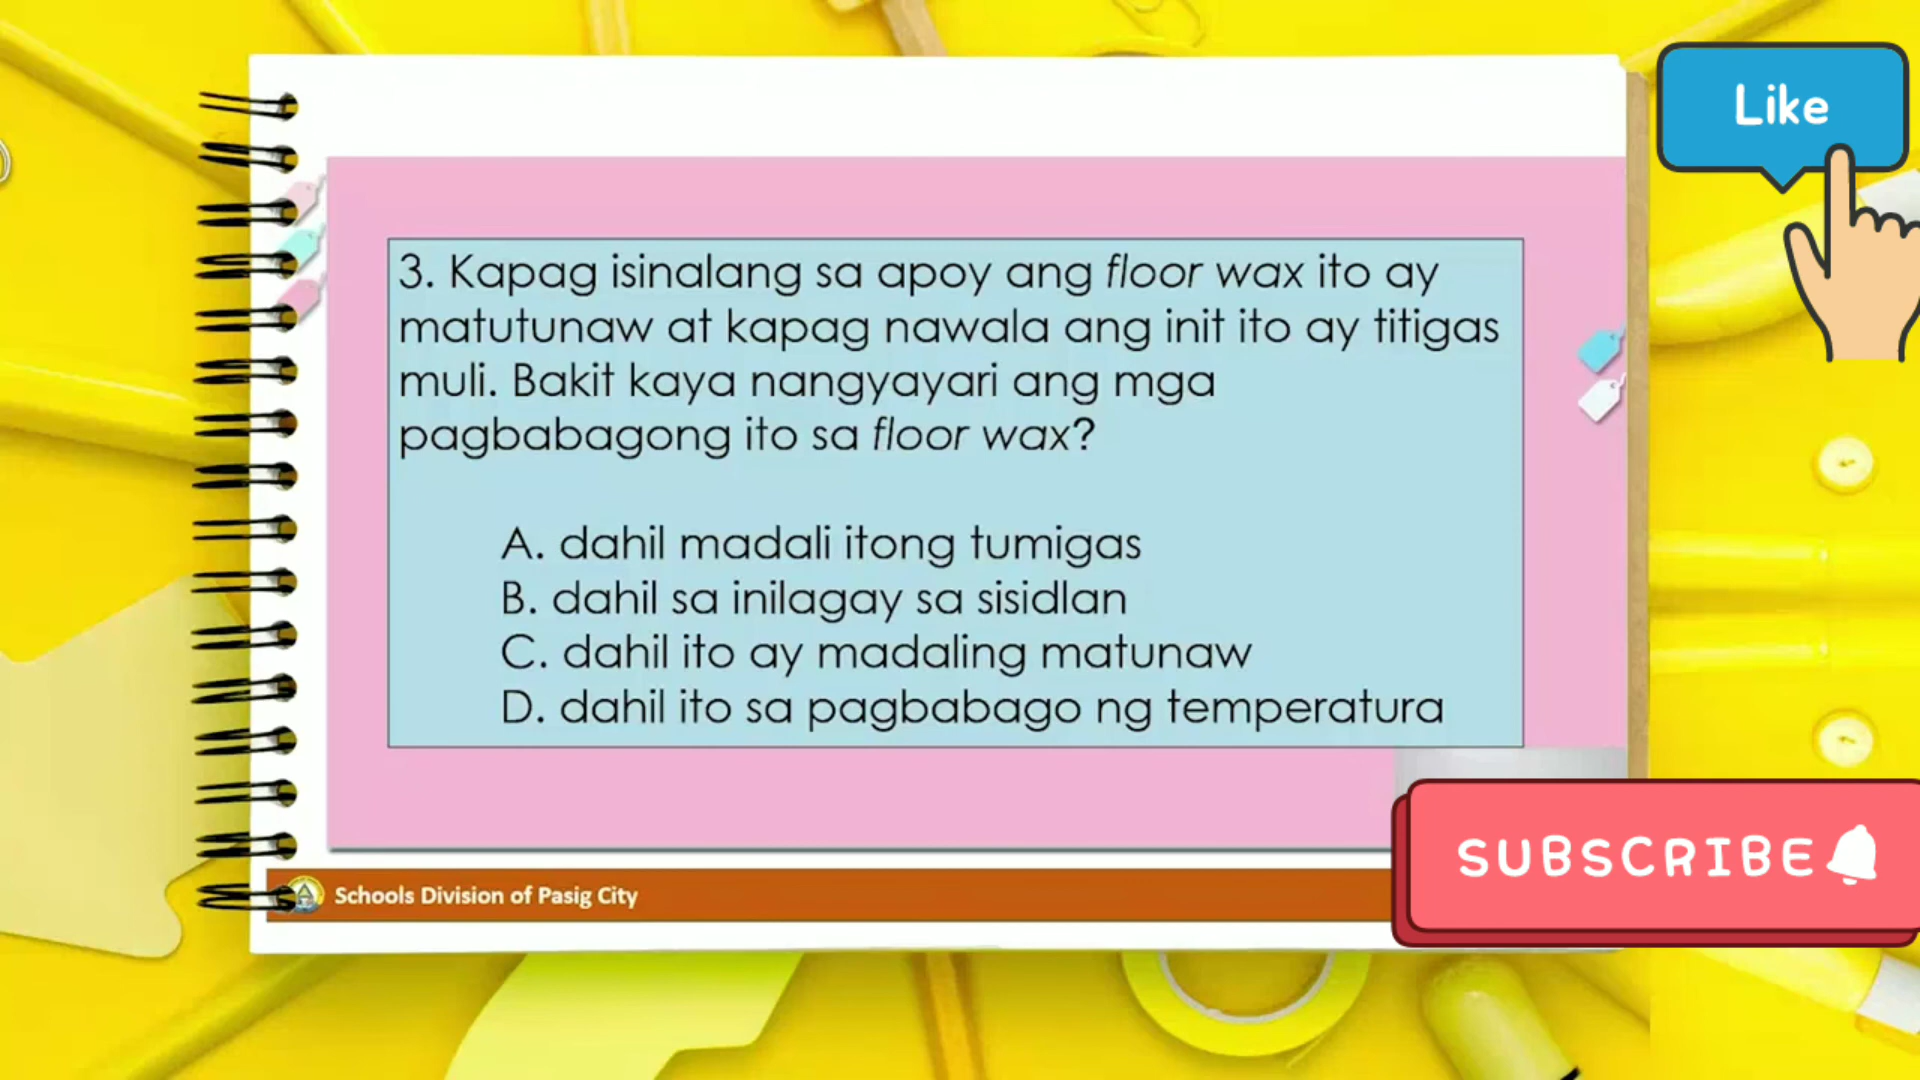 Like
3. Kapag isinalang sa apoy ang floor wax ito ay
matutunaw at kapag nawala ang init ito ay titigas
muli. Bakit kaya nangyayari ang mga
pagbabagong ito sa floor wax?
A. dahil madali itong tumigas
B. dahil sa inilagay sa sisidlan
C. dahil ito ay madaling matunaw
D. dahil ito sa pagbabago ng temperatura
SUBSCRIBE
Schools Division of Pasig City